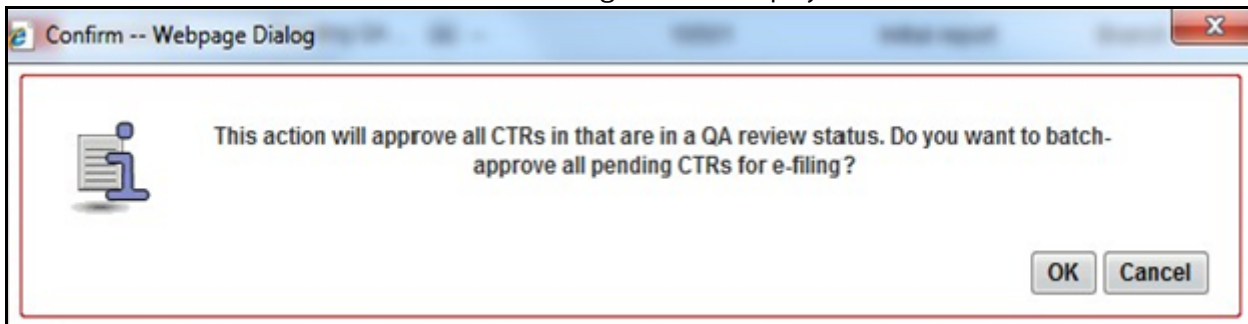 Confirm -- Webpage Dialog
This action will approve all CTRs in that are in a QA review status. Do you want to batch-
approve all pending CTRs for e-filing?
OK Cancel